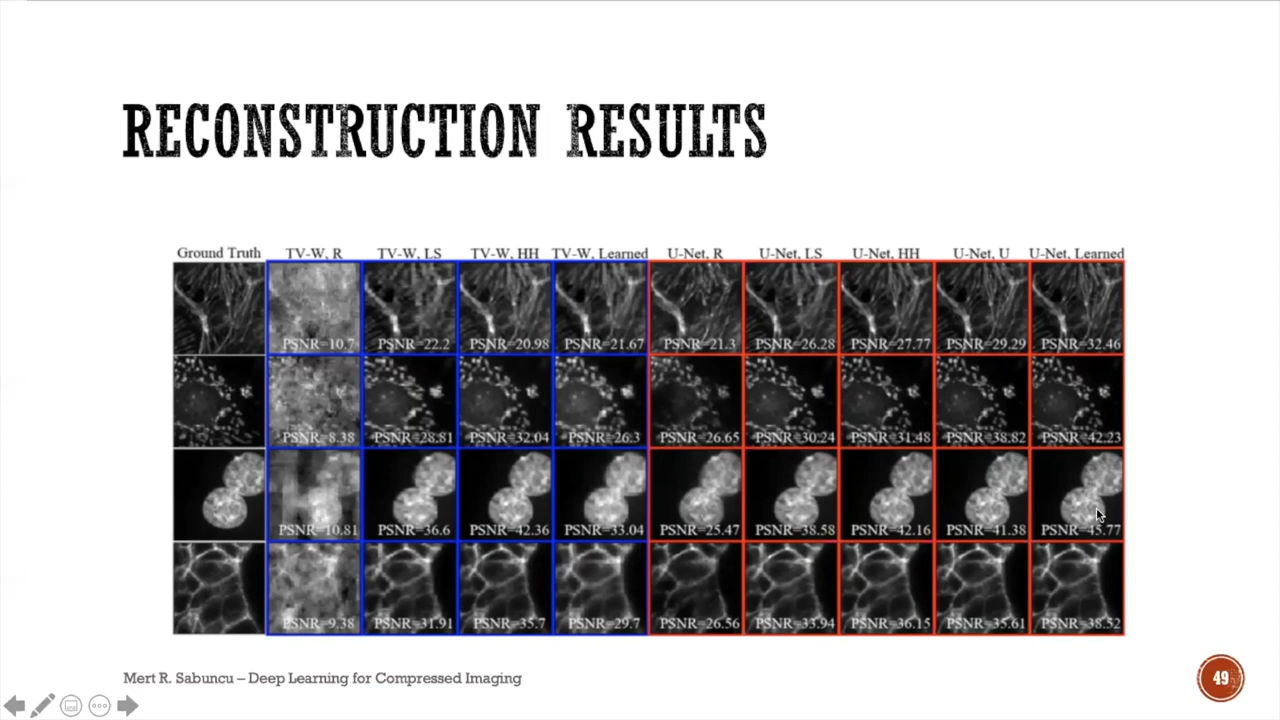 RECONSTRUCTION RESULTS
Ground Truth TV-W, R TV-W, LS TV-W, HH TV-W, Learned U-Net, R U-Net, LS U-Net, HH U-Net, U U-Net, Learned
PSNR=10.7 PSNR=22.2 PSNR=20.98 PSNR=21.67 PSNR=21.3 PSNR=26.28 PSNR=27.77 PSNR=29.29 PSNR=32.46
PSNR=8.38 PSNR=28.81 PSNR=32.04 PSNR=26.3 PSNR=26.65 PSNR=30.24 PSNR=31.48 PSNR=38.82 PSNR=42.23
PSNR=10.81 PSNR=36.6 PSNR=42.36 PSNR=33.04 PSNR=25.47 PSNR=38.58 PSNR=42.16 PSNR=41.38 PSNR=45.77
PSNR=9.38 PSNR=31.91 PSNR=35.7 PSNR=29.7 PSNR=26.56 PSNR=33.94 PSNR=36.15 PSNR=35.61 PSNR=38.52
Mert R. Sabuncu – Deep Learning for Compressed Imaging
49